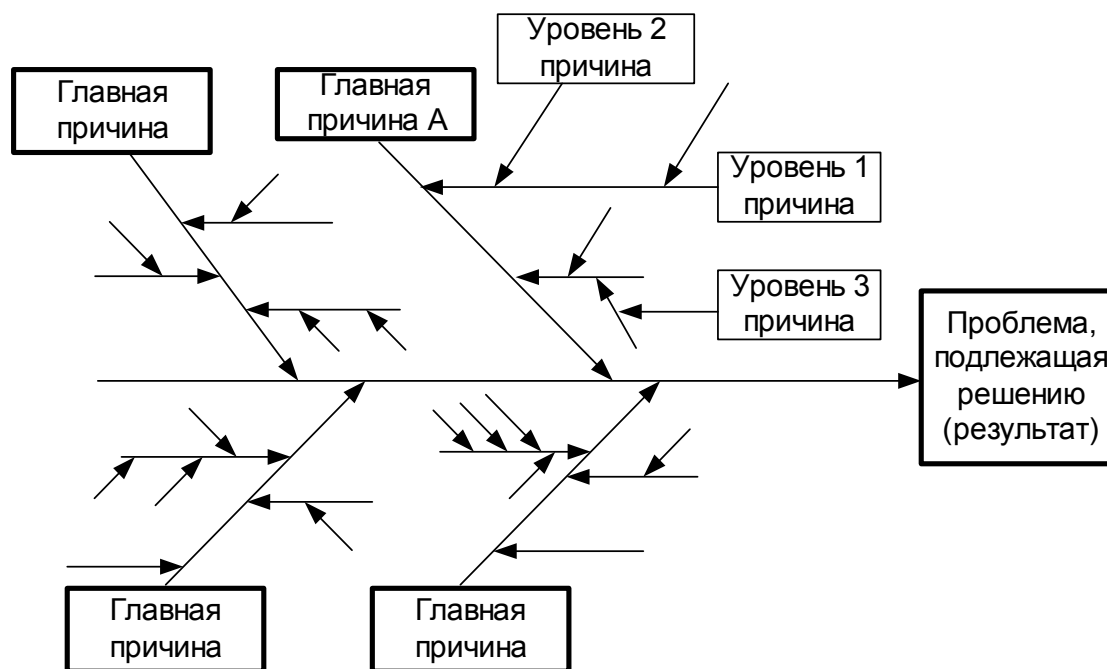 Уровень 2
причина
Главная
причина
Главная
причина А
Уровень 1
причина
Уровень 3
причина
Проблема,
подлежащая
решению
(результат)
Главная
причина
Главная
причина